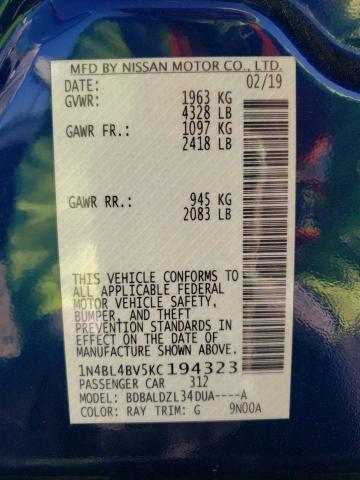 MFD BY NISSAN MOTOR CO., LTD.
DATE: 02/19
GVWR: 1963 KG
4328 LB
GAWR FR.: 1097 KG
2418 LB
GAWR RR.: 945 KG
2083 LB
THIS VEHICLE CONFORMS TO
ALL APPLICABLE FEDERAL
MOTOR VEHICLE SAFETY,
BUMPER, AND THEFT
PREVENTION STANDARDS IN
EFFECT ON THE DATE OF
MANUFACTURE SHOWN ABOVE.
1N4BL4BV5KC194323
PASSENGER CAR 312
MODEL: BDBALDZL34DUA----A
COLOR: RAY TRIM: G 9N00A